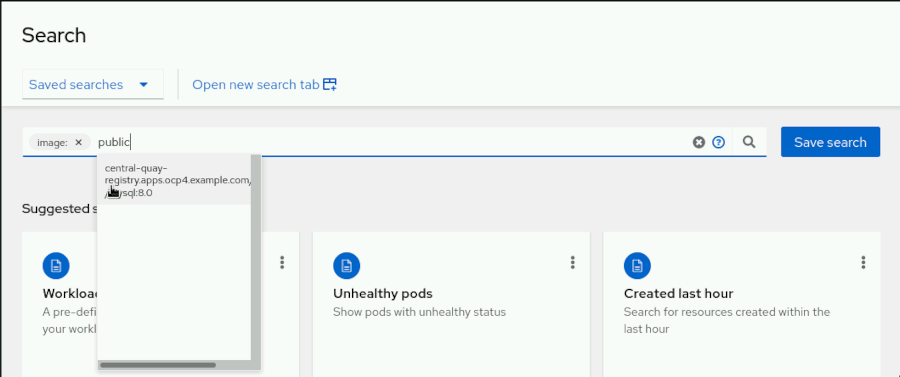 Search
Saved searches
Open new search tab
image: × public
Save search
central-quay-
registry.apps.ocp4.example.com/
sql:8.0
Suggested s
Workloa
A pre-defi
your workl
Unhealthy pods
Show pods with unhealthy status
Created last hour
Search for resources created within the
last hour